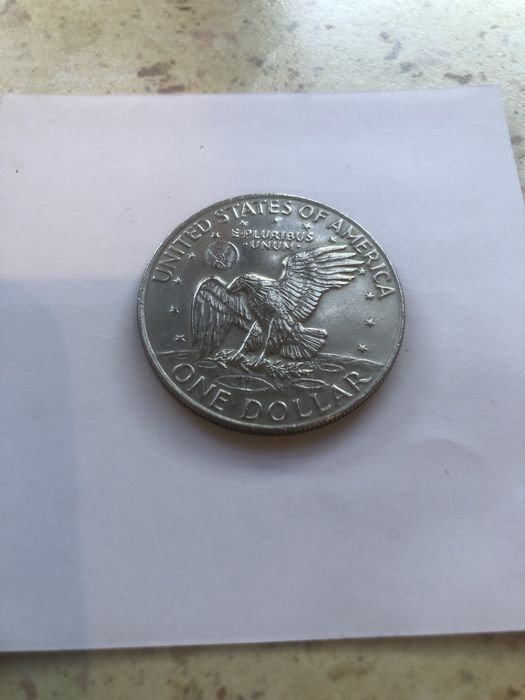 UNITED STATES OF AMERICA
E·PLURIBUS
·UNUM·
ONE DOLLAR